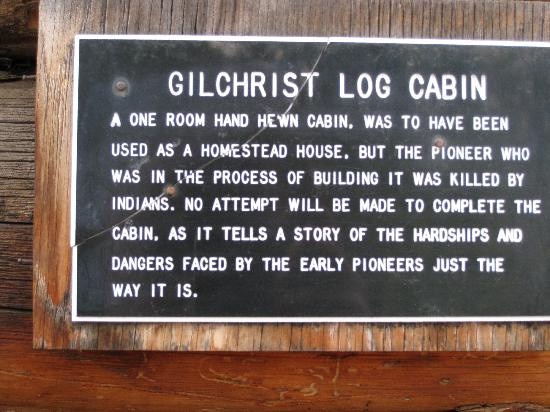 GILCHRIST LOG CABIN
A ONE ROOM HAND HEWN CABIN, WAS TO HAVE BEEN
USED AS A HOMESTEAD HOUSE, BUT THE PIONEER WHO
WAS IN THE PROCESS OF BUILDING IT WAS KILLED BY
INDIANS. NO ATTEMPT WILL BE MADE TO COMPLETE THE
CABIN, AS IT TELLS A STORY OF THE HARDSHIPS AND
DANGERS FACED BY THE EARLY PIONEERS JUST THE
WAY IT IS.